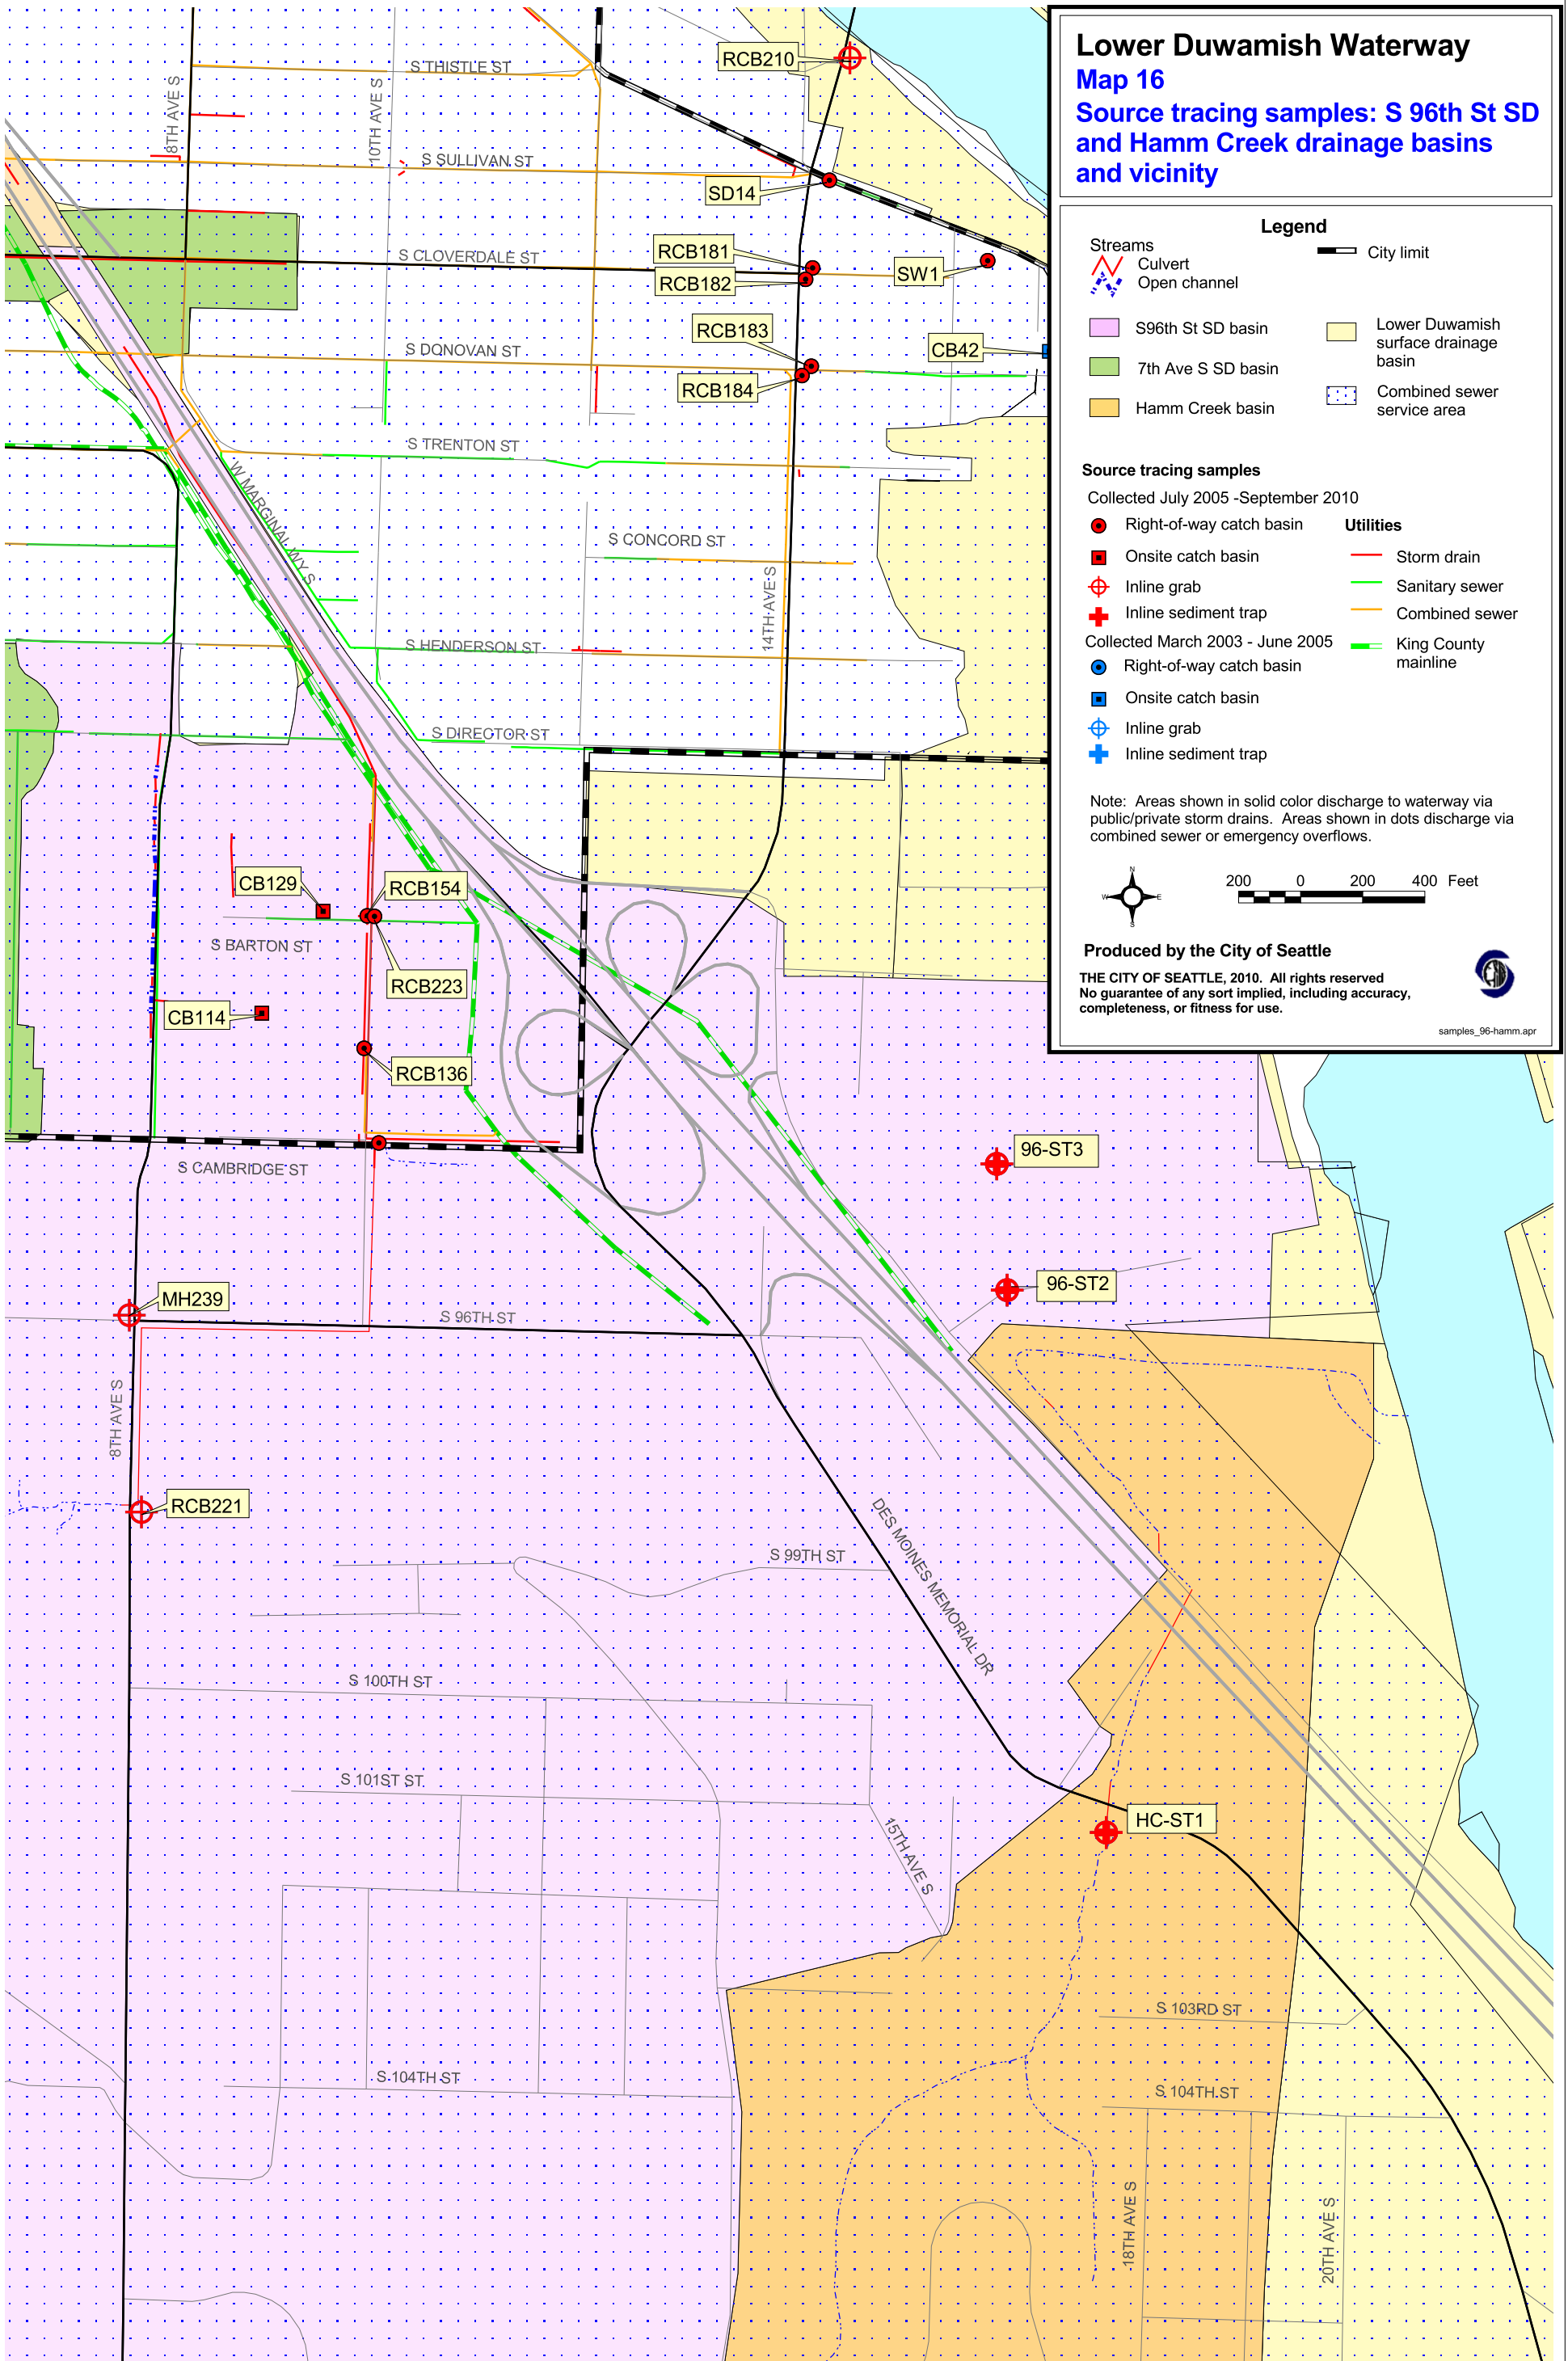 Lower Duwamish Waterway
Map 16
Source tracing samples: S 96th St SD
and Hamm Creek drainage basins
and vicinity
Legend
Streams
Culvert
Open channel
City limit
S96th St SD basin
7th Ave S SD basin
Hamm Creek basin
Lower Duwamish
surface drainage
basin
Combined sewer
service area
Source tracing samples
Collected July 2005 -September 2010
Right-of-way catch basin
Onsite catch basin
Inline grab
Inline sediment trap
Collected March 2003 - June 2005
Right-of-way catch basin
Onsite catch basin
Inline grab
Inline sediment trap
Utilities
Storm drain
Sanitary sewer
Combined sewer
King County
mainline
Note: Areas shown in solid color discharge to waterway via
public/private storm drains. Areas shown in dots discharge via
combined sewer or emergency overflows.
N
W E
S
200 0 200 400 Feet
Produced by the City of Seattle
THE CITY OF SEATTLE, 2010. All rights reserved
No guarantee of any sort implied, including accuracy,
completeness, or fitness for use.
samples_96-hamm.apr
RCB210
S THISTLE ST
8TH AVE S
10TH AVE S
S SULLIVAN ST
SD14
RCB181
S CLOVERDALE ST
SW1
RCB182
RCB183
S DONOVAN ST
CB42
RCB184
S TRENTON ST
W MARGINAL WY S
S CONCORD ST
14TH AVE S
S HENDERSON ST
S DIRECTOR ST
CB129
RCB154
S BARTON ST
RCB223
CB114
RCB136
S CAMBRIDGE ST
96-ST3
96-ST2
MH239
S 96TH ST
8TH AVE S
RCB221
DES MOINES MEMORIAL DR
S 99TH ST
S 100TH ST
S 101ST ST
15TH AVE S
HC-ST1
S 103RD ST
S 104TH ST
S 104TH ST
18TH AVE S
20TH AVE S